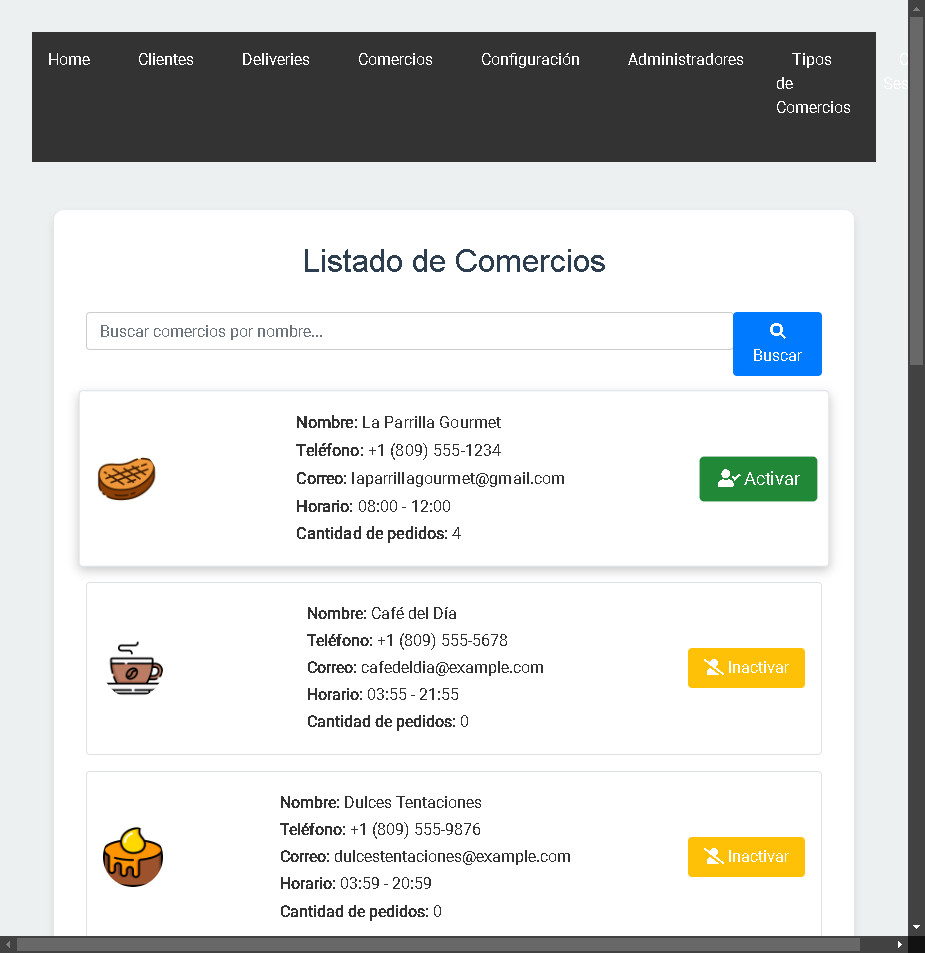 Home Clientes Deliveries Comercios Configuración Administradores Tipos de Comercios
Listado de Comercios
Buscar comercios por nombre...
Buscar
Nombre: La Parrilla Gourmet
Teléfono: +1 (809) 555-1234
Correo: laparrillagourmet@gmail.com
Horario: 08:00 - 12:00
Cantidad de pedidos: 4
Activar
Nombre: Café del Día
Teléfono: +1 (809) 555-5678
Correo: cafedeldia@example.com
Horario: 03:55 - 21:55
Cantidad de pedidos: 0
Inactivar
Nombre: Dulces Tentaciones
Teléfono: +1 (809) 555-9876
Correo: dulcestentaciones@example.com
Horario: 03:59 - 20:59
Cantidad de pedidos: 0
Inactivar